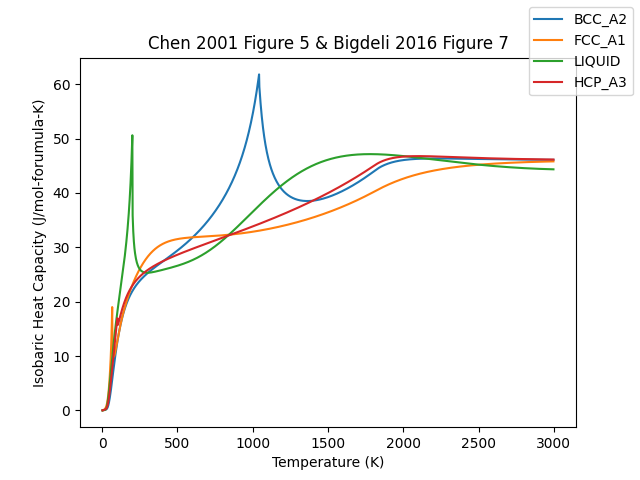 Chen 2001 Figure 5 & Bigdeli 2016 Figure 7
BCC_A2
FCC_A1
LIQUID
HCP_A3
Isobaric Heat Capacity (J/mol-forumula-K)
60
50
40
30
20
10
0
0 500 1000 1500 2000 2500 3000
Temperature (K)